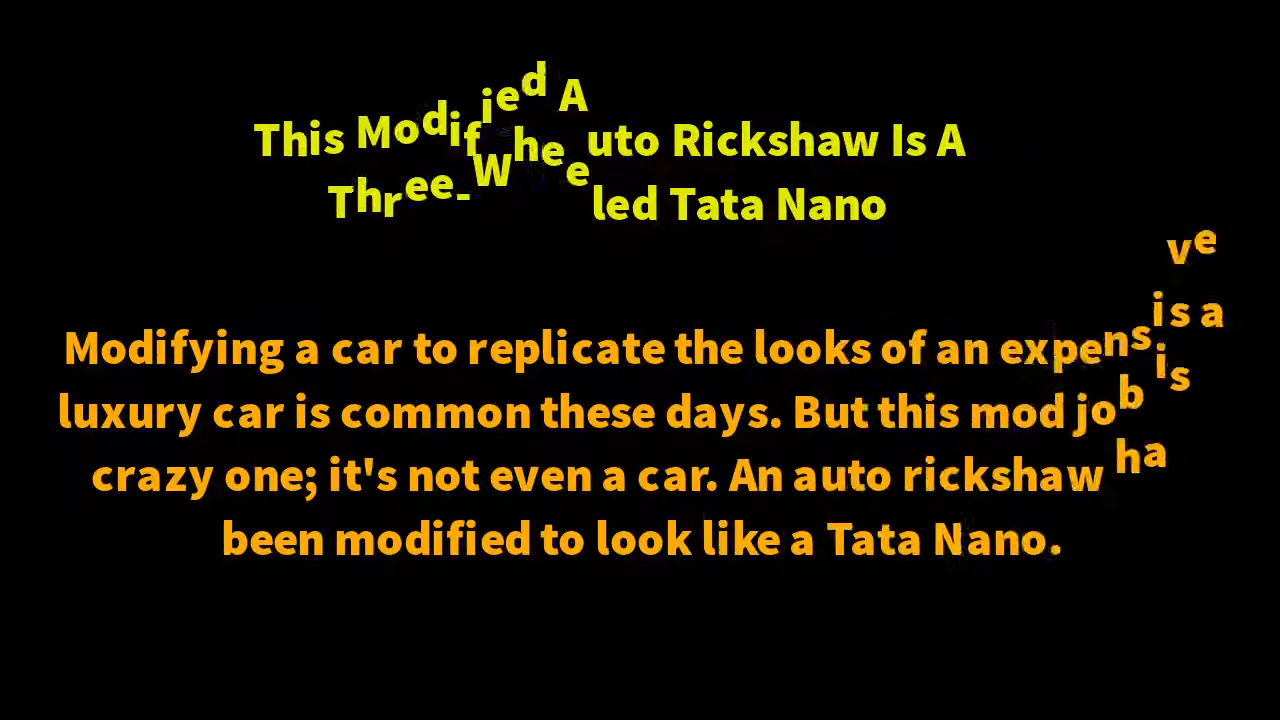 This Modified Auto Rickshaw Is A
Three-Wheeled Tata Nano
Modifying a car to replicate the looks of an expensive
luxury car is common these days. But this mod job is is a
crazy one; it's not even a car. An auto rickshaw ha
been modified to look like a Tata Nano.